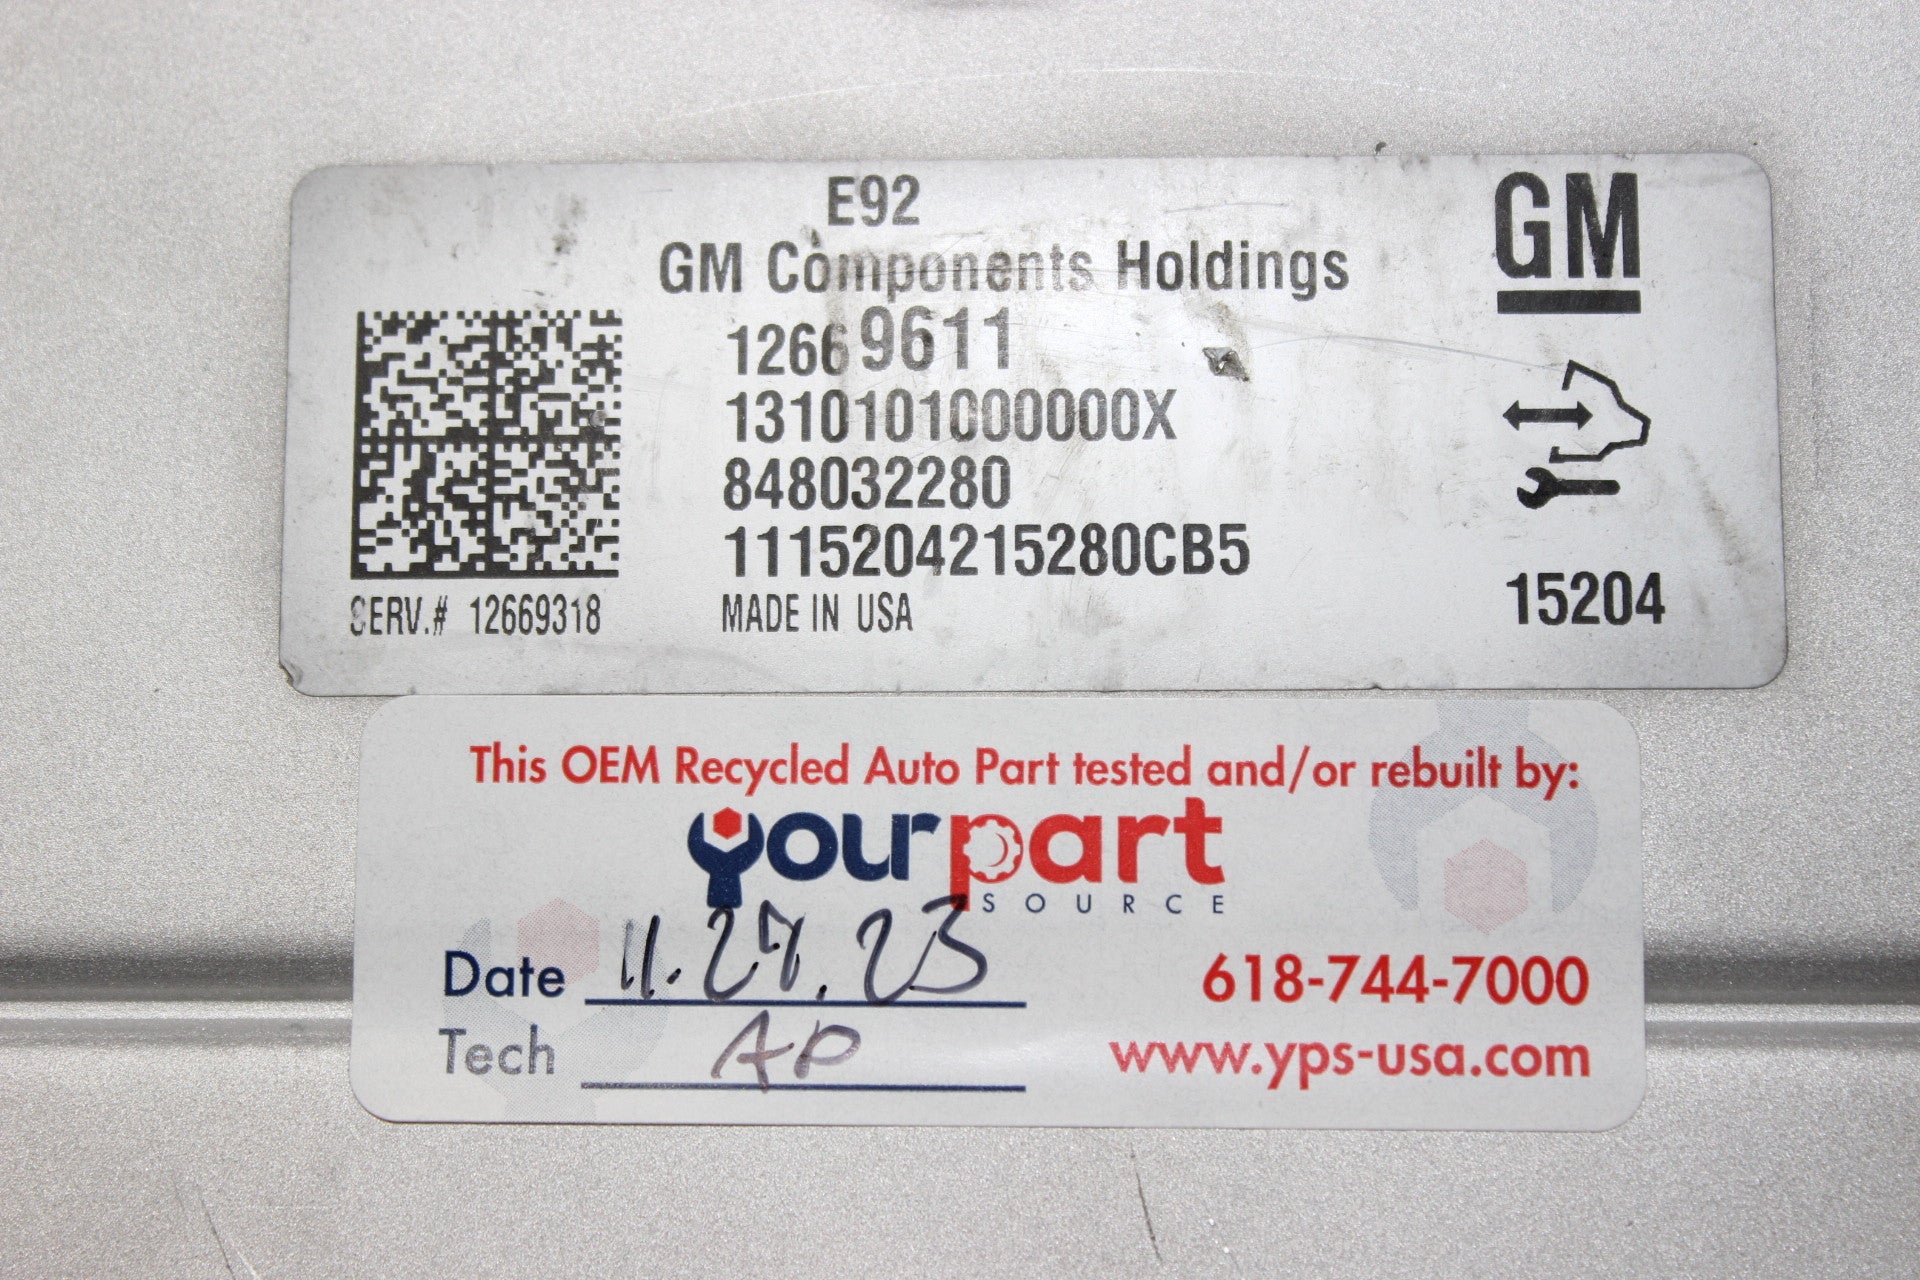 E92
GM Components Holdings
GM
12669611
1310101000000X
848032280
1115204215280CB5
SERV.# 12669318
MADE IN USA
15204
This OEM Recycled Auto Part tested and/or rebuilt by:
yourpart
SOURCE
Date 11.27.23
618-744-7000
Tech AP
www.yps-usa.com